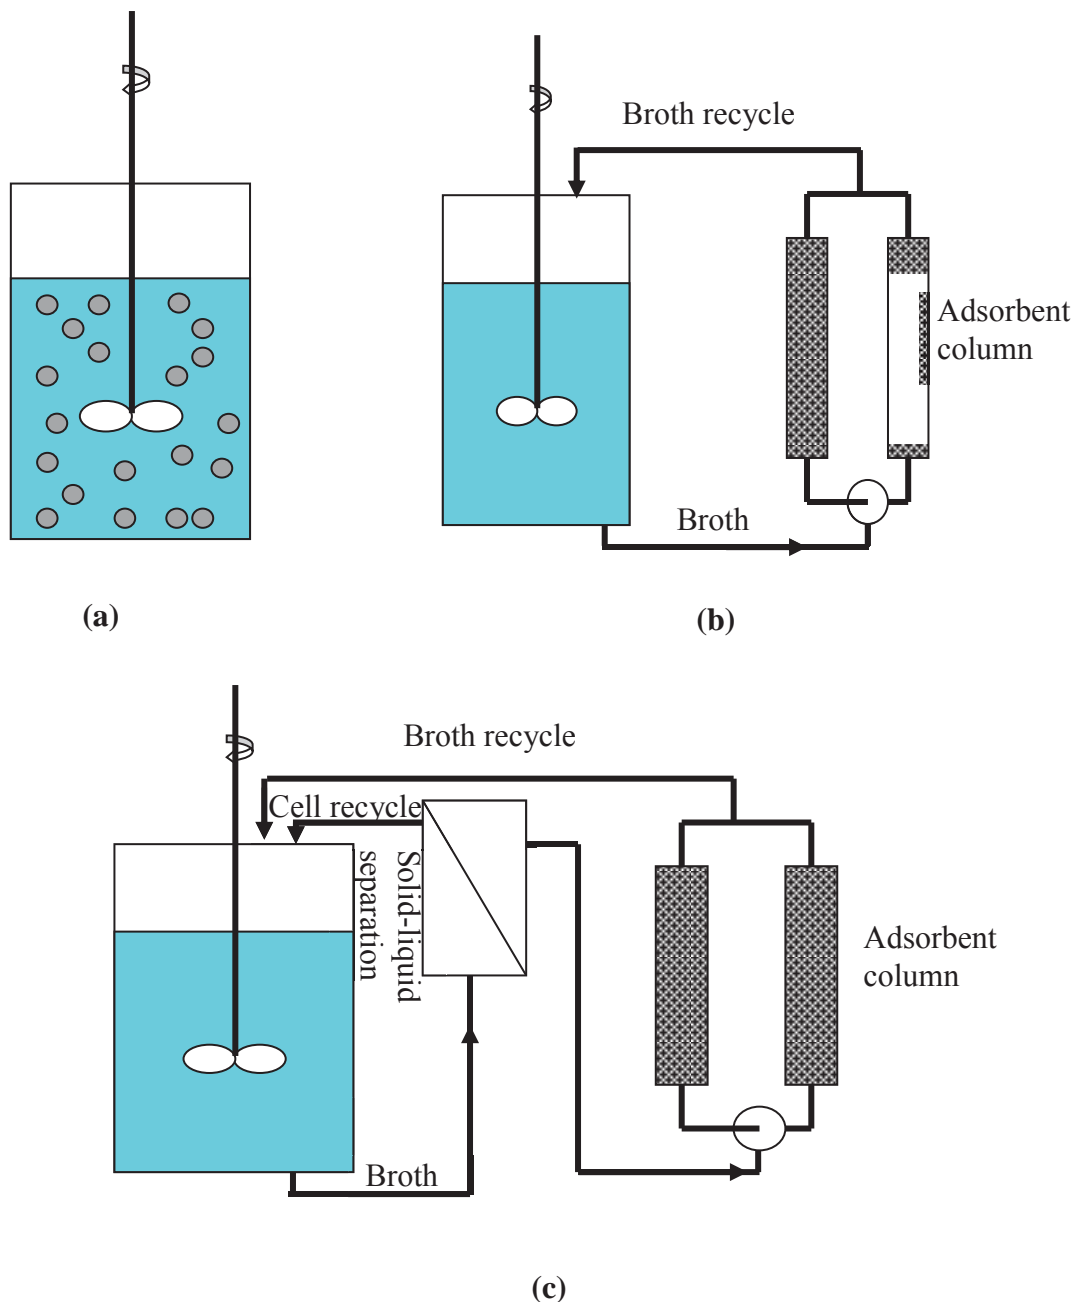 Broth recycle
Adsorbent
column
Broth
(a)
(b)
Broth recycle
Cell recycle
Solid-liquid
separation
Adsorbent
column
Broth
(c)